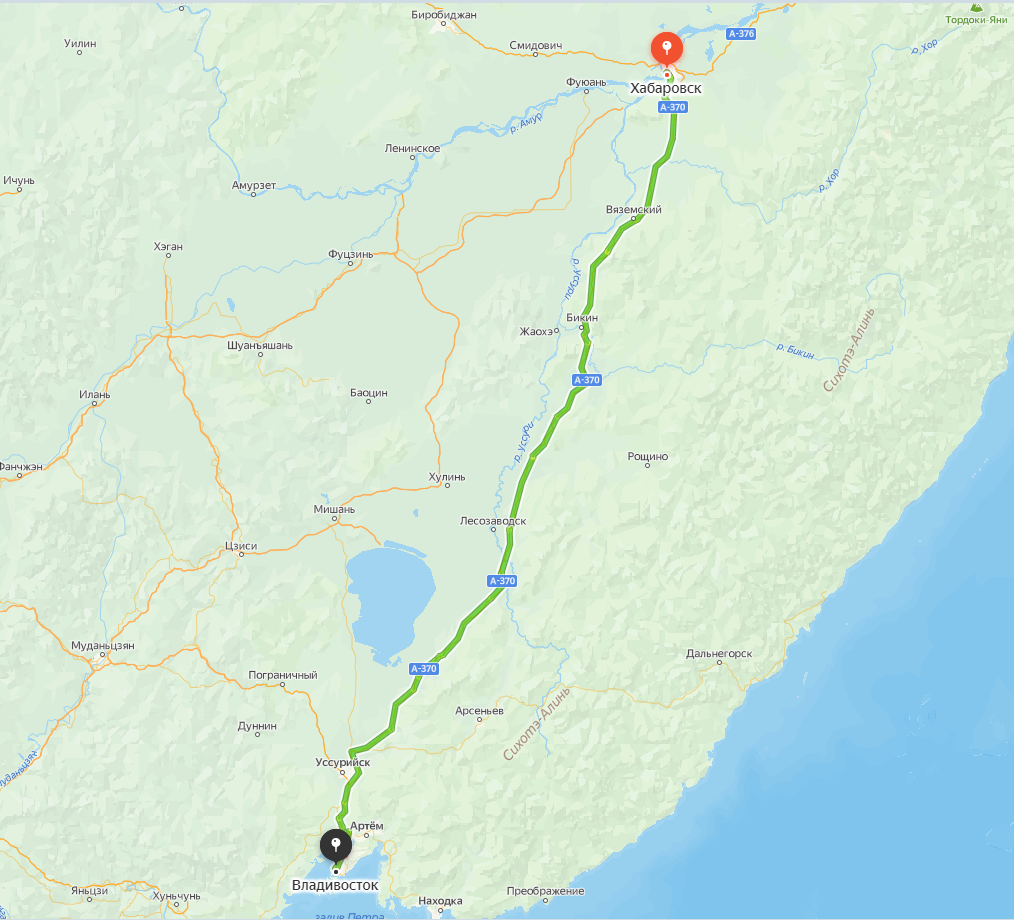 Биробиджан
Тордоки-Яни
А-376
Уилин
Смидович
р. Хор
Фуюань
Хабаровск
А-370
р. Амур
Ленинское
Ичунь
Амурзет
р. Хор
Вяземский
Хэган
Фуцзинь
р. Уссури
Бикин
Жаохэ
Шуанъяшань
р. Бикин
Сихотэ-Алинь
А-370
Илань
Баоцин
р. Уссури
Рощино
Фанчжэн
Хулинь
Мишань
Лесозаводск
Цзиси
А-370
Муданьцзян
Дальнегорск
А-370
Пограничный
Сихотэ-Алинь
Арсеньев
Дуннин
Уссурийск
Муданьцзян
Артём
Владивосток
Яньцзи
Хуньчунь
Находка
Преображение
залив Петра